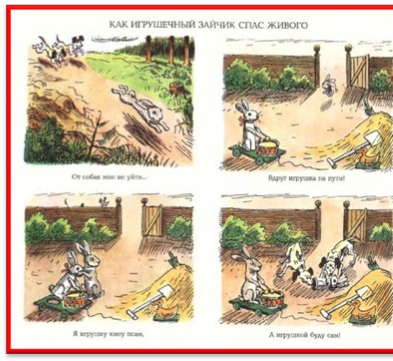 КАК ИГРУШЕЧНЫЙ ЗАЙЧИК СПАС ЖИВОГО
От собак мне не уйти...
Вдруг игрушка на пути!
Я игрушку кину псам,
А игрушкой буду сам!